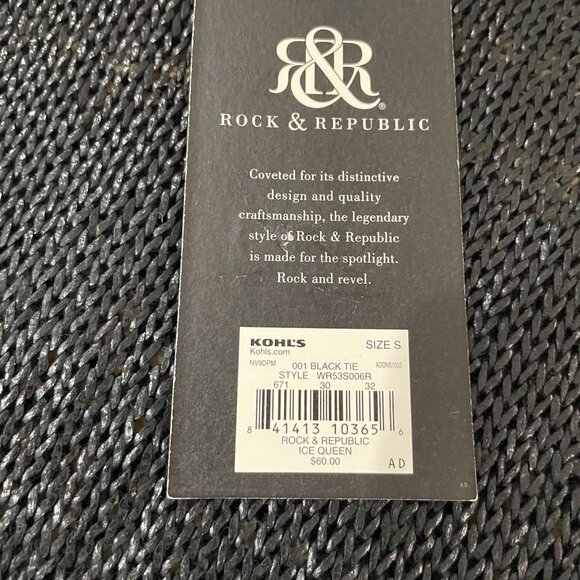 R&R®
ROCK & REPUBLIC
Coveted for its distinctive
design and quality
craftsmanship, the legendary
style of Rock & Republic
is made for the spotlight.
Rock and revel.
KOHL'S SIZE S
Kohls.com
NV9DPM 001 BLACK TIE ADDNS1002
STYLE WR53S006R
671 30 32
8 41413 10365 6
ROCK & REPUBLIC
ICE QUEEN
$60.00 A D
A B